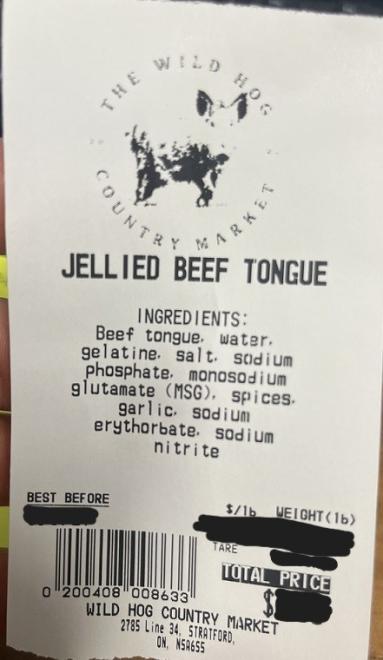 THE WILD HOG
COUNTRY MARKET
JELLIED BEEF TONGUE
INGREDIENTS:
Beef tongue, water,
gelatine, salt, sodium
phosphate, monosodium
glutamate (MSG), spices,
garlic, sodium
erythorbate, sodium
nitrite
BEST BEFORE
$/lb WEIGHT(lb)
TARE
TOTAL PRICE
$
0 200408 008633
WILD HOG COUNTRY MARKET
2785 Line 34, STRATFORD,
ON, N5A6S5